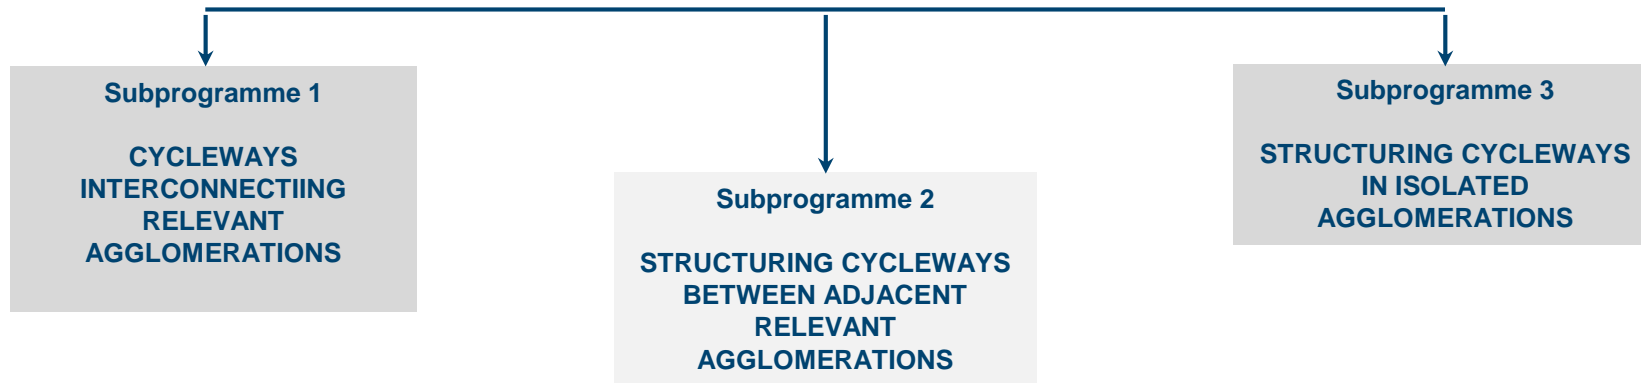 Subprogramme 1
CYCLEWAYS
INTERCONNECTIING
RELEVANT
AGGLOMERATIONS
Subprogramme 2
STRUCTURING CYCLEWAYS
BETWEEN ADJACENT
RELEVANT
AGGLOMERATIONS
Subprogramme 3
STRUCTURING CYCLEWAYS
IN ISOLATED
AGGLOMERATIONS